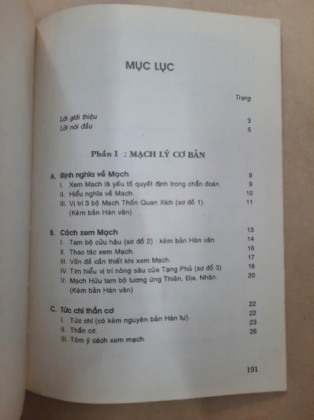 MỤC LỤC
Trang
Lời giới thiệu 3
Lời nói đầu 5
Phần I : MẠCH LÝ CƠ BẢN
A. Định nghĩa về Mạch 9
I. Xem Mạch là yếu tố quyết định trong chẩn đoán. 9
II. Hiểu nghĩa về Mạch. 10
III. Vị trí 3 bộ Mạch Thốn Quan Xích (sơ đồ 1). 11
(Kèm bản Hán văn)
B. Cách xem Mạch 13
I. Tam bộ cửu hậu (sơ đồ 2) : kèm bản Hán văn 14
II. Thao tác xem Mạch. 16
III. Vấn đề cần thiết khi xem Mạch. 17
IV. Tìm hiểu vị trí nông sâu của Tạng Phủ (sơ đồ 3) 18
V. Mạch Hữu tam bộ tương ứng Thiên, Địa, Nhân. 20
(Kèm bản Hán văn)
C. Tức chỉ thần cơ 22
I. Tức chỉ (có kèm nguyên bản Hán tự). 22
II. Thần cơ. 23
III. Tóm ý cách xem mạch. 26
191